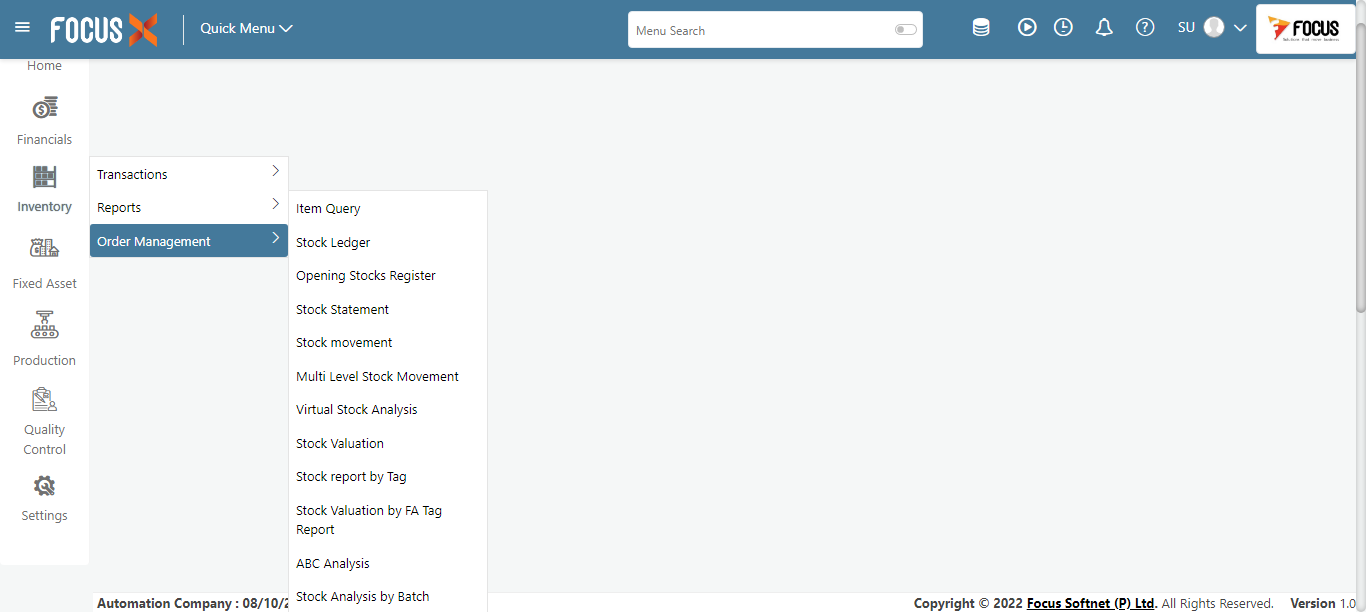 FOCUS X
Quick Menu
Menu Search
SU
FOCUS
Home
Financials
Inventory
Fixed Asset
Production
Quality
Control
Settings
Transactions
Reports
Order Management
Item Query
Stock Ledger
Opening Stocks Register
Stock Statement
Stock movement
Multi Level Stock Movement
Virtual Stock Analysis
Stock Valuation
Stock report by Tag
Stock Valuation by FA Tag
Report
ABC Analysis
Stock Analysis by Batch
Automation Company : 08/10/2
Copyright © 2022 Focus Softnet (P) Ltd. All Rights Reserved. Version 1.0